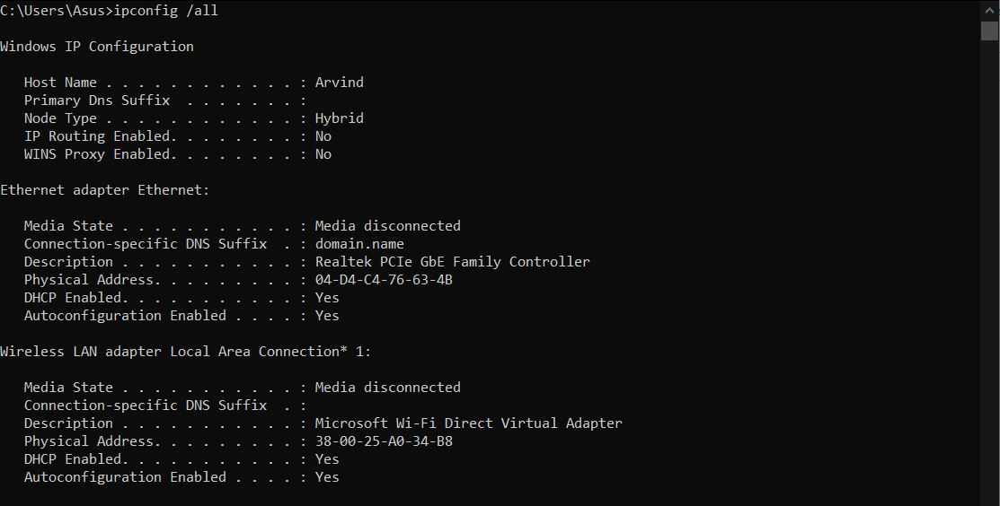 C:\Users\Asus>ipconfig /all
Windows IP Configuration
Host Name . . . . . . . . . . . . : Arvind
Primary Dns Suffix  . . . . . . . :
Node Type . . . . . . . . . . . . : Hybrid
IP Routing Enabled. . . . . . . . : No
WINS Proxy Enabled. . . . . . . . : No
Ethernet adapter Ethernet:
Media State . . . . . . . . . . . : Media disconnected
Connection-specific DNS Suffix  . : domain.name
Description . . . . . . . . . . . : Realtek PCIe GbE Family Controller
Physical Address. . . . . . . . . : 04-D4-C4-76-63-4B
DHCP Enabled. . . . . . . . . . . : Yes
Autoconfiguration Enabled . . . . : Yes
Wireless LAN adapter Local Area Connection* 1:
Media State . . . . . . . . . . . : Media disconnected
Connection-specific DNS Suffix  . :
Description . . . . . . . . . . . : Microsoft Wi-Fi Direct Virtual Adapter
Physical Address. . . . . . . . . : 38-00-25-A0-34-B8
DHCP Enabled. . . . . . . . . . . : Yes
Autoconfiguration Enabled . . . . : Yes